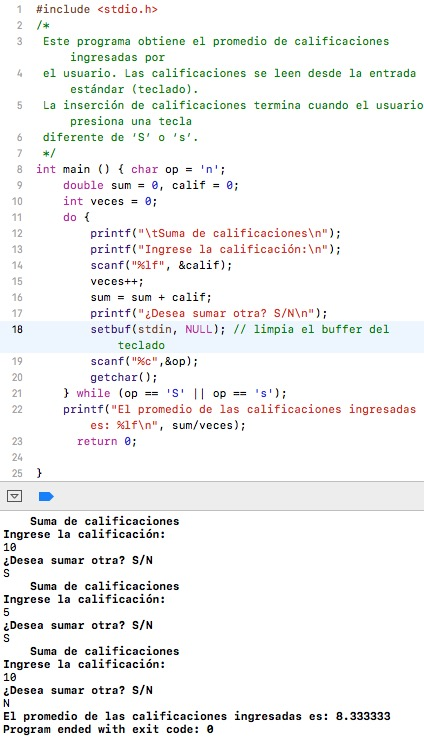 1 #include <stdio.h>
2 /*
3 Este programa obtiene el promedio de calificaciones
ingresadas por
4 el usuario. Las calificaciones se leen desde la entrada
estándar (teclado).
5 La inserción de calificaciones termina cuando el usuario
presiona una tecla
6 diferente de ‘S’ o ‘s’.
7 */
8 int main () { char op = 'n';
9 double sum = 0, calif = 0;
10 int veces = 0;
11 do {
12 printf("\tSuma de calificaciones\n");
13 printf("Ingrese la calificación:\n");
14 scanf("%lf", &calif);
15 veces++;
16 sum = sum + calif;
17 printf("¿Desea sumar otra? S/N\n");
18 setbuf(stdin, NULL); // limpia el buffer del
teclado
19 scanf("%c",&op);
20 getchar();
21 } while (op == 'S' || op == 's');
22 printf("El promedio de las calificaciones ingresadas
es: %lf\n", sum/veces);
23 return 0;
24
25 }
Suma de calificaciones
Ingrese la calificación:
10
¿Desea sumar otra? S/N
S
Suma de calificaciones
Ingrese la calificación:
5
¿Desea sumar otra? S/N
S
Suma de calificaciones
Ingrese la calificación:
10
¿Desea sumar otra? S/N
N
El promedio de las calificaciones ingresadas es: 8.333333
Program ended with exit code: 0